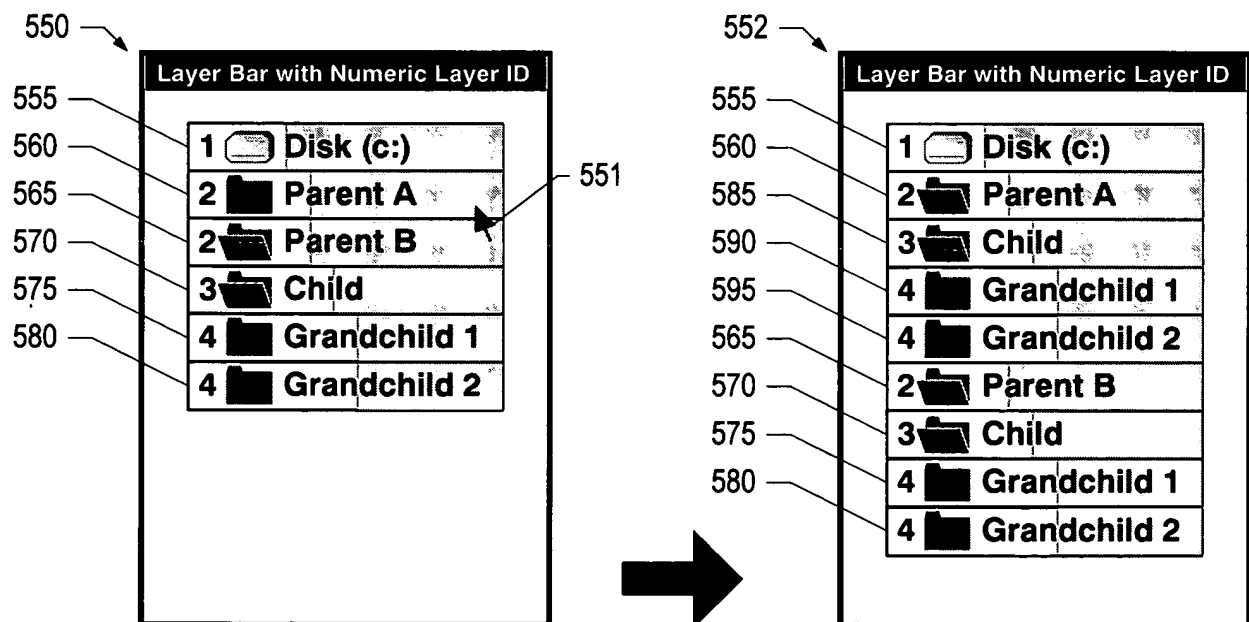 550
Layer Bar with Numeric Layer ID
555
1 Disk (c:)
560
2 Parent A
551
565
2 Parent B
570
3 Child
575
4 Grandchild 1
580
4 Grandchild 2
552
Layer Bar with Numeric Layer ID
555
1 Disk (c:)
560
2 Parent A
585
3 Child
590
4 Grandchild 1
595
4 Grandchild 2
565
2 Parent B
570
3 Child
575
4 Grandchild 1
580
4 Grandchild 2